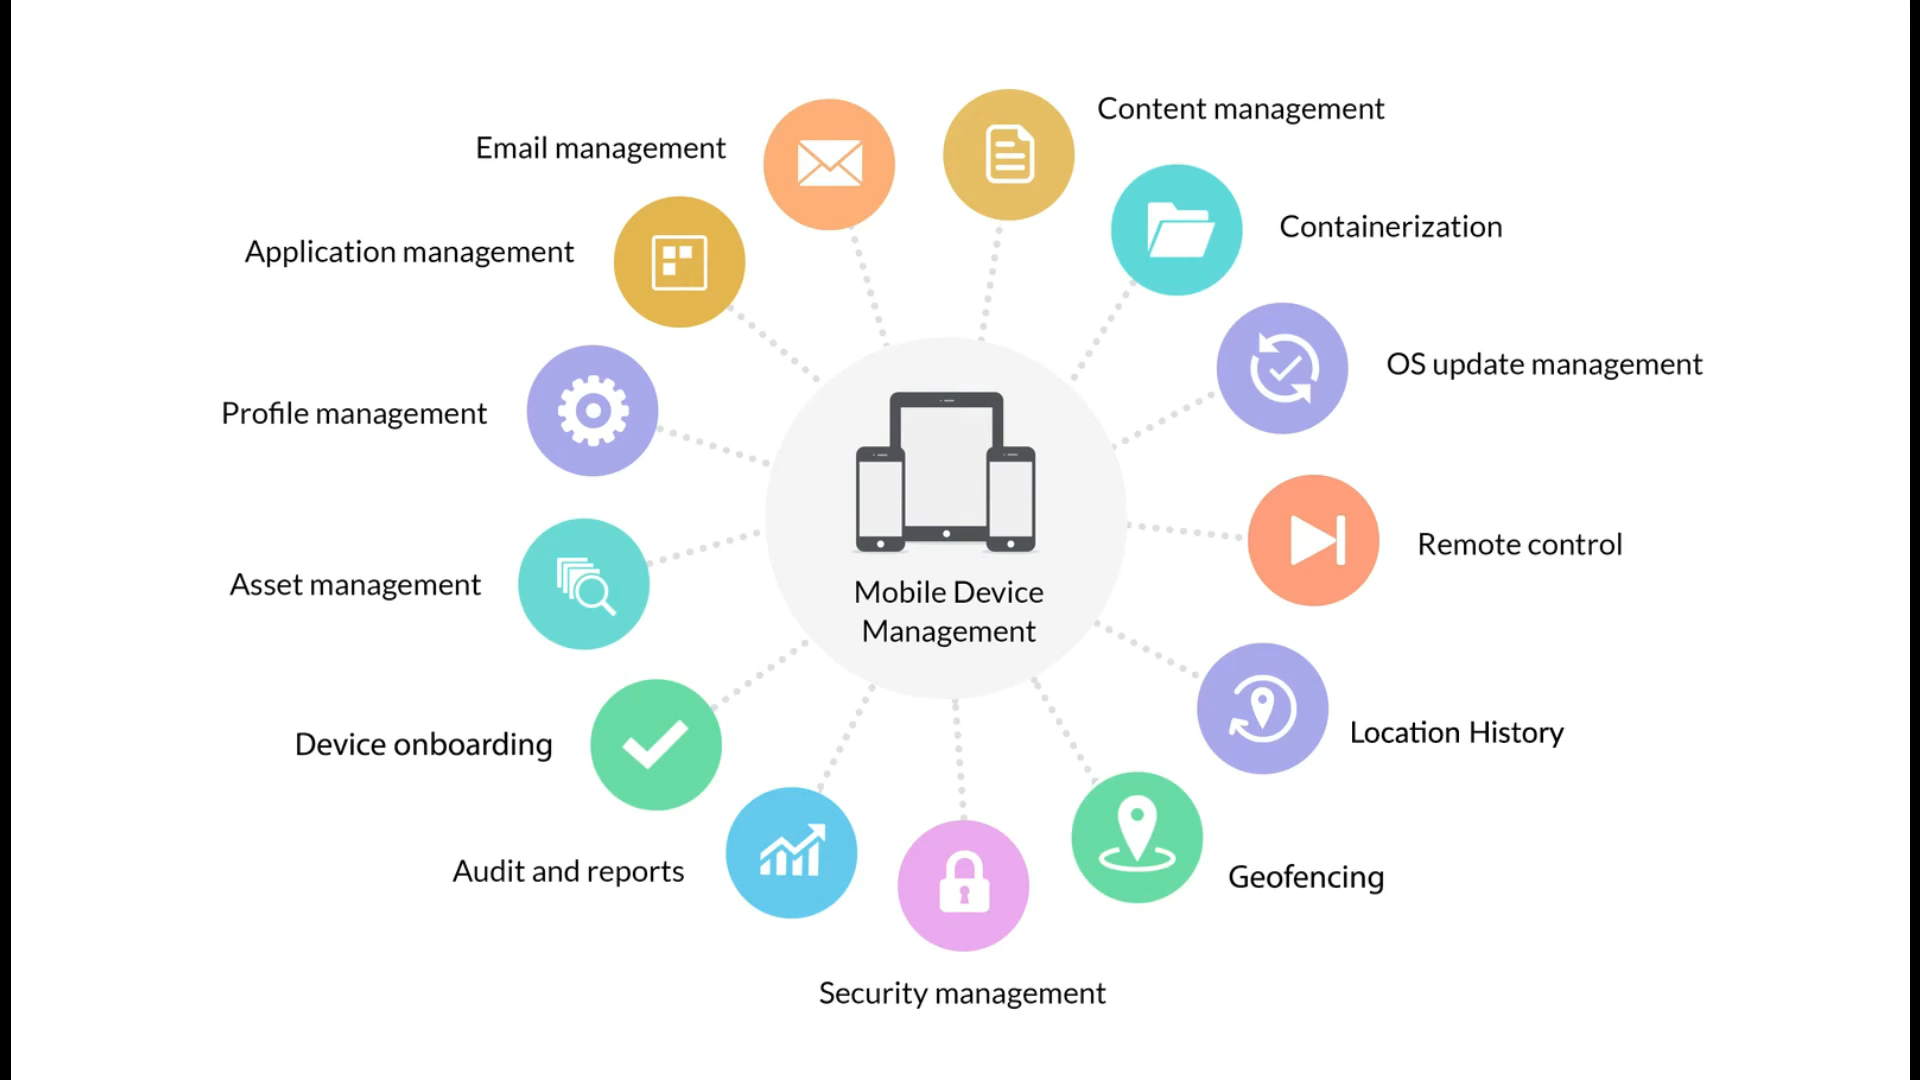 Content management
Email management
Containerization
Application management
OS update management
Profile management
Remote control
Asset management
Mobile Device
Management
Location History
Device onboarding
Audit and reports
Geofencing
Security management